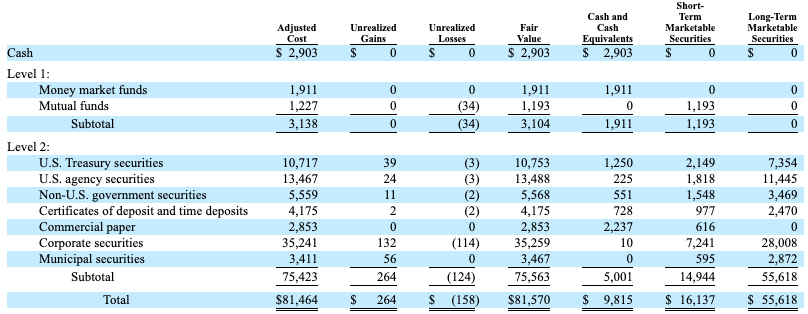 Short-
Cash and Term Long-Term
Adjusted Unrealized Unrealized Fair Cash Marketable Marketable
Cost Gains Losses Value Equivalents Securities Securities
Cash $ 2,903 $ 0 $ 0 $ 2,903 $ 2,903 $ 0 $ 0
Level 1:
Money market funds 1,911 0 0 1,911 1,911 0 0
Mutual funds 1,227 0 (34) 1,193 0 1,193 0
Subtotal 3,138 0 (34) 3,104 1,911 1,193 0
Level 2:
U.S. Treasury securities 10,717 39 (3) 10,753 1,250 2,149 7,354
U.S. agency securities 13,467 24 (3) 13,488 225 1,818 11,445
Non-U.S. government securities 5,559 11 (2) 5,568 551 1,548 3,469
Certificates of deposit and time deposits 4,175 2 (2) 4,175 728 977 2,470
Commercial paper 2,853 0 0 2,853 2,237 616 0
Corporate securities 35,241 132 (114) 35,259 10 7,241 28,008
Municipal securities 3,411 56 0 3,467 0 595 2,872
Subtotal 75,423 264 (124) 75,563 5,001 14,944 55,618
Total $81,464 $ 264 $ (158) $81,570 $ 9,815 $ 16,137 $ 55,618